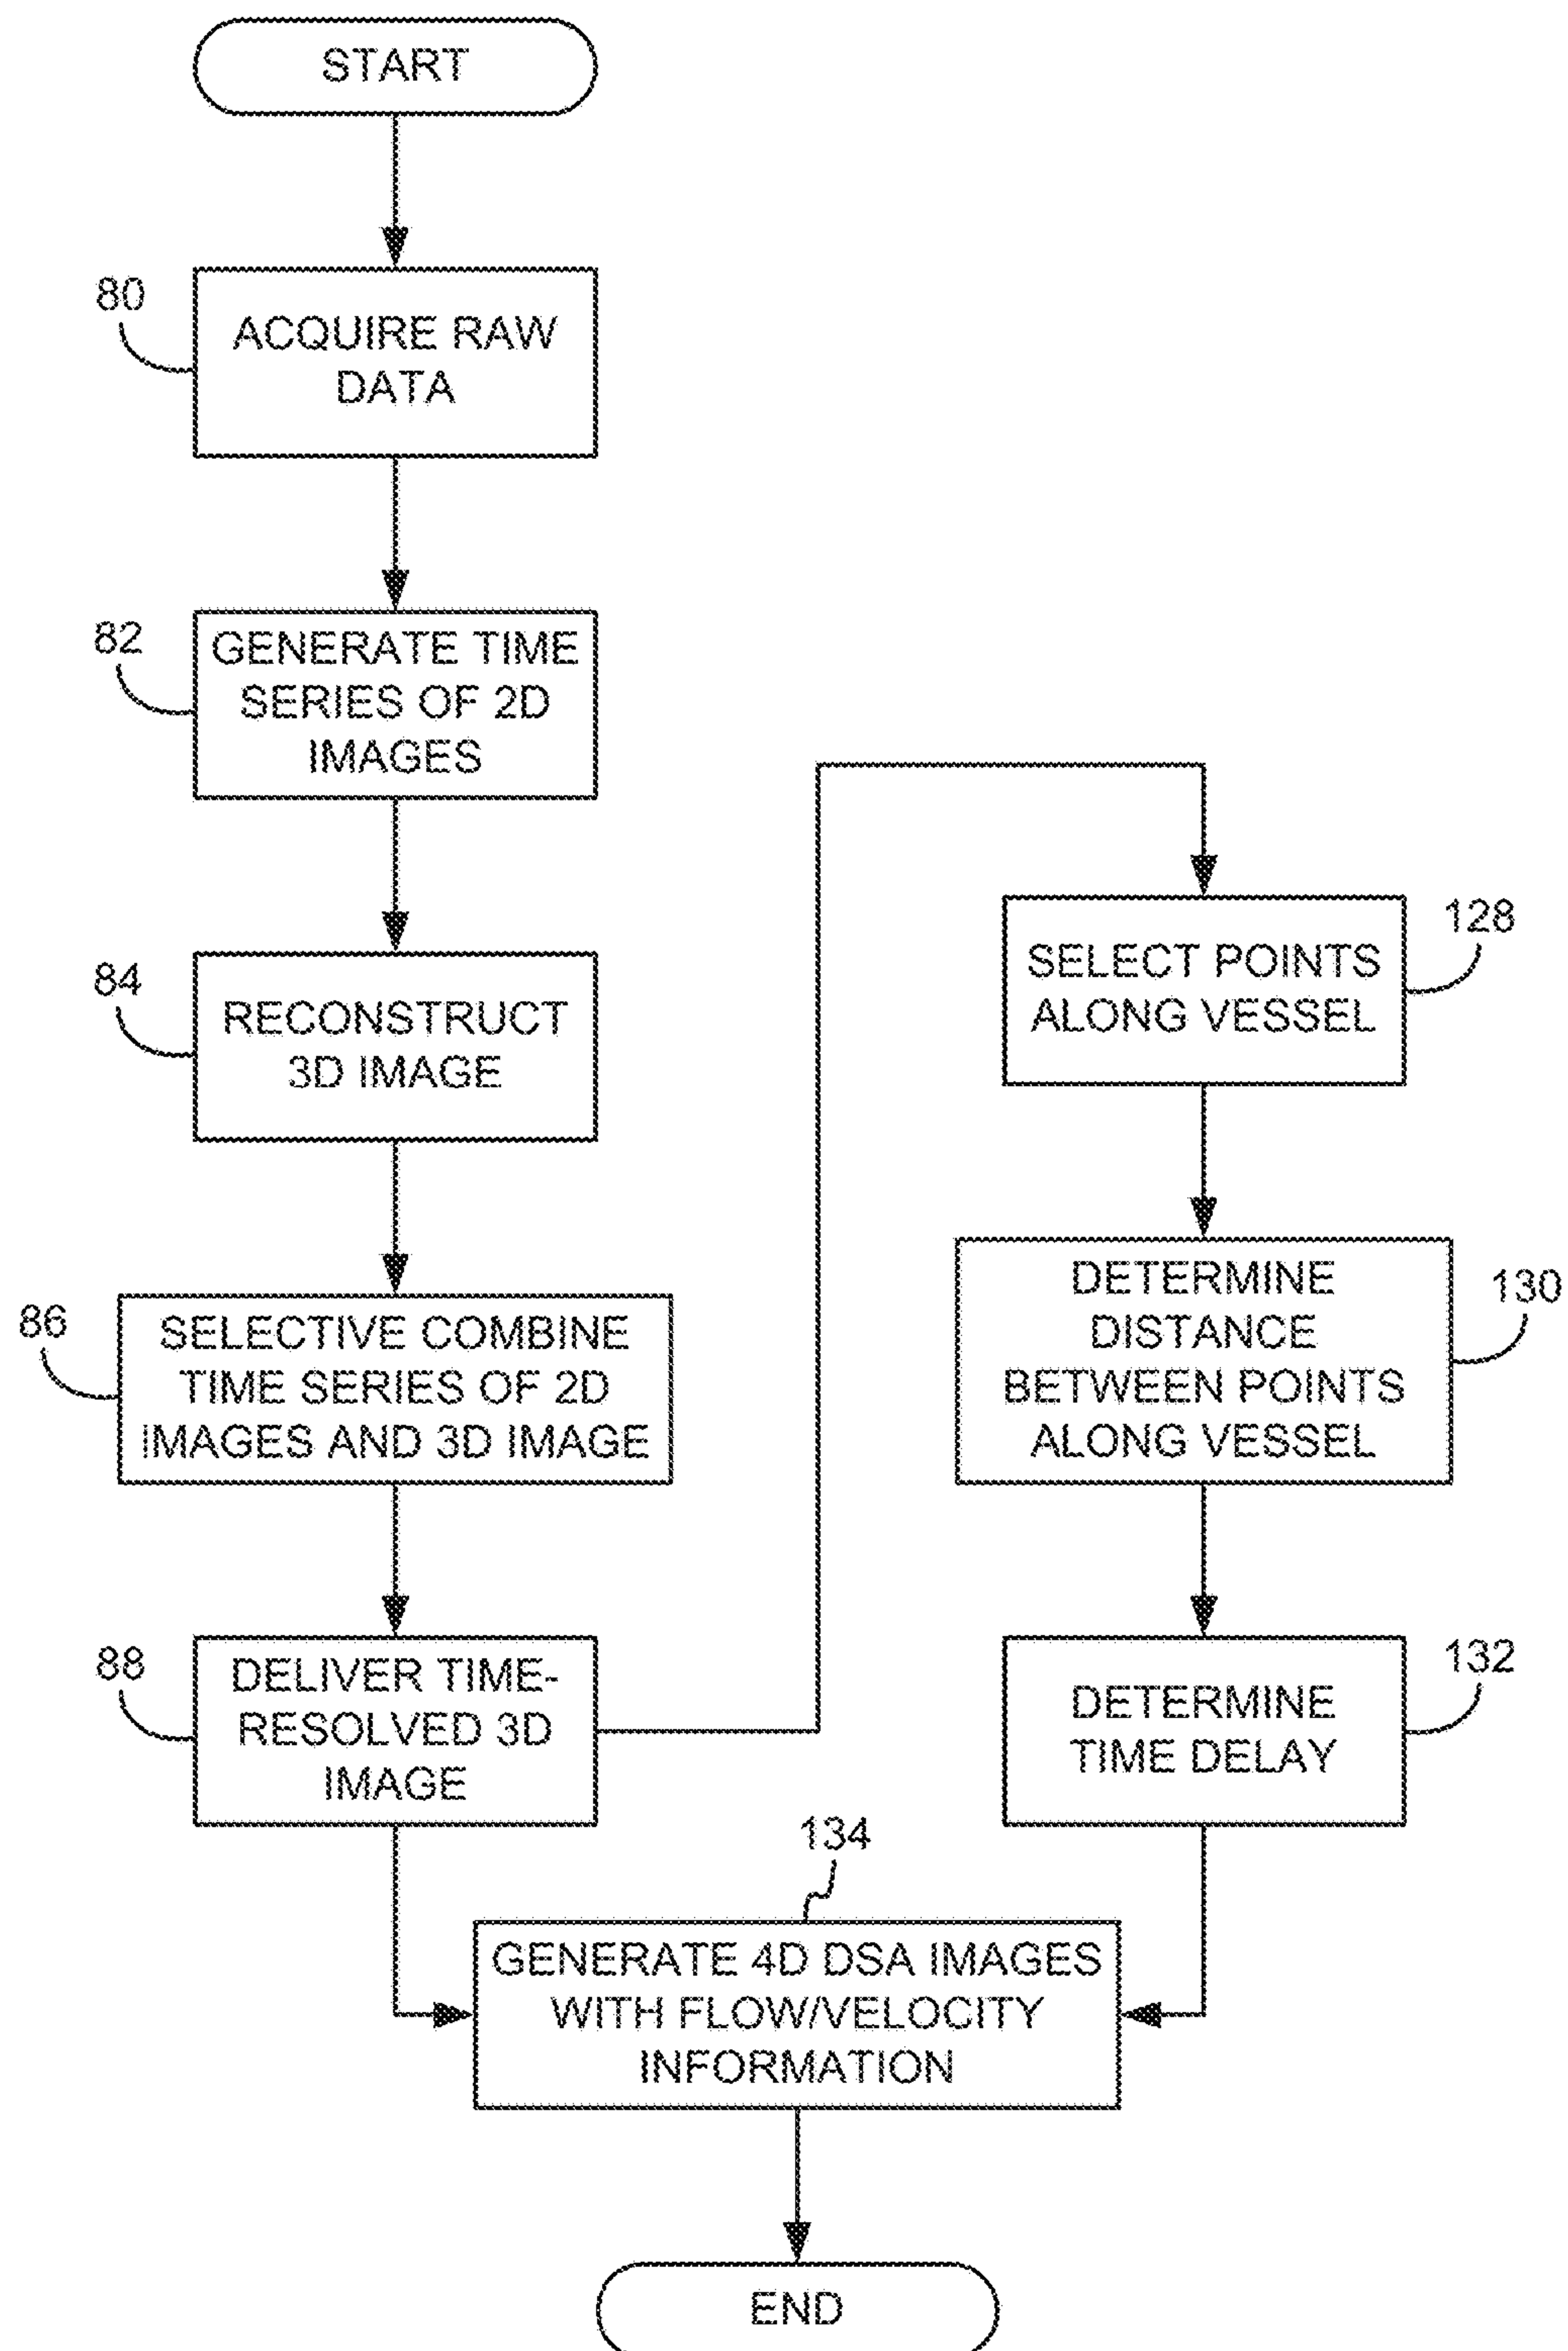 START
80
ACQUIRE RAW
DATA
82
GENERATE TIME
SERIES OF 2D
IMAGES
84
RECONSTRUCT
3D IMAGE
86
SELECTIVE COMBINE
TIME SERIES OF 2D
IMAGES AND 3D IMAGE
88
DELIVER TIME-
RESOLVED 3D
IMAGE
128
SELECT POINTS
ALONG VESSEL
130
DETERMINE
DISTANCE
BETWEEN POINTS
ALONG VESSEL
132
DETERMINE
TIME DELAY
134
GENERATE 4D DSA IMAGES
WITH FLOW/VELOCITY
INFORMATION
END